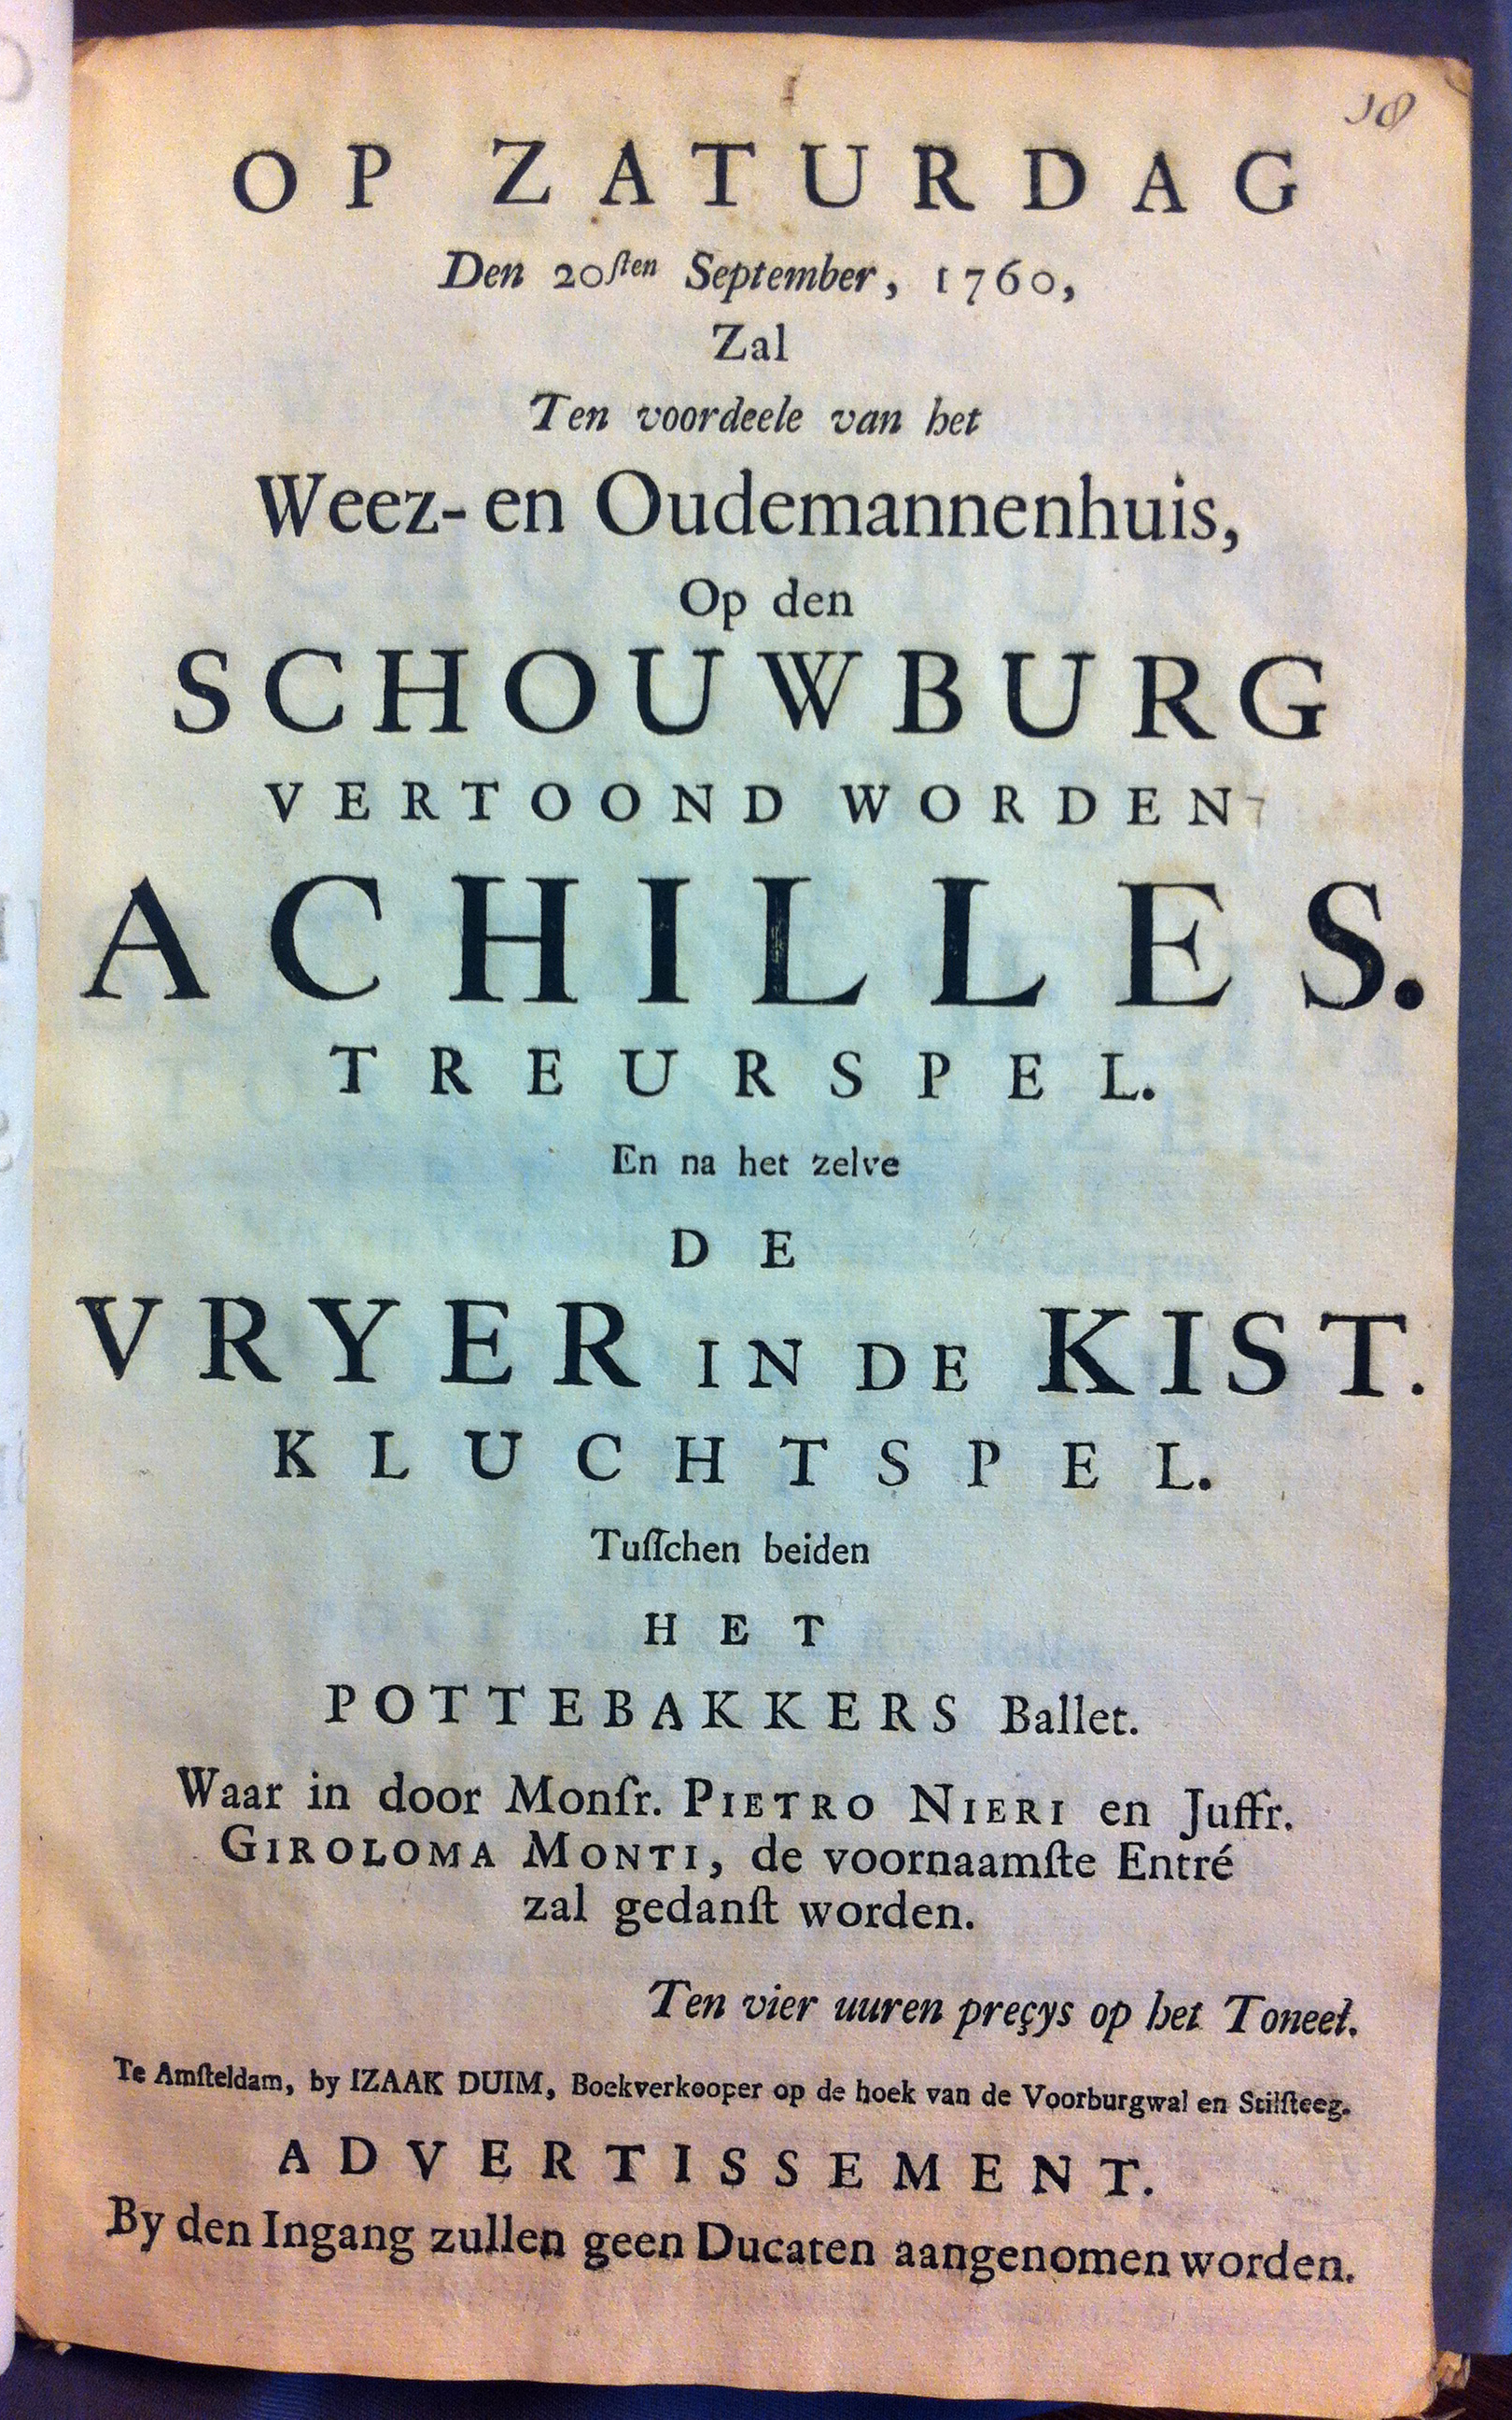 18
OP ZATURDAG
Den 20ſten September, 1760,
Zal
Ten voordeele van het
Weez- en Oudemannenhuis,
Op den
SCHOUWBURG
VERTOOND WORDEN
ACHILLES.
TREURSPEL.
En na het zelve
DE
VRYER IN DE KIST.
KLUCHTSPEL.
Tuſſchen beiden
HET
POTTEBAKKERS Ballet.
Waar in door Monſr. PIETRO NIERI en Juffr.
GIROLOMA MONTI, de voornaamſte Entré
zal gedanſt worden.
Ten vier uuren preçys op het Toneel.
Te Amſteldam, by IZAAK DUIM, Boekverkooper op de hoek van de Voorburgwal en Stilſteeg.
ADVERTISSEMENT.
By den Ingang zullen geen Ducaten aangenomen worden.